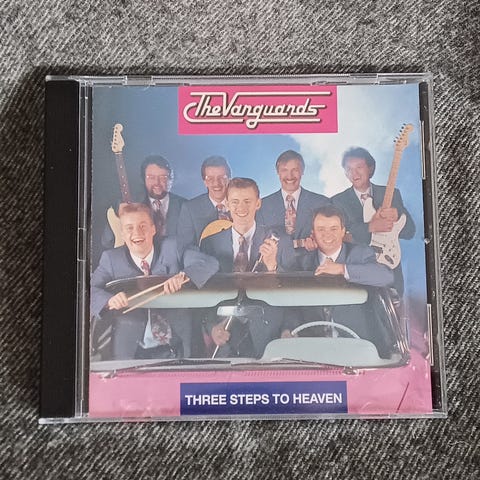 The Vanguards
THREE STEPS TO HEAVEN